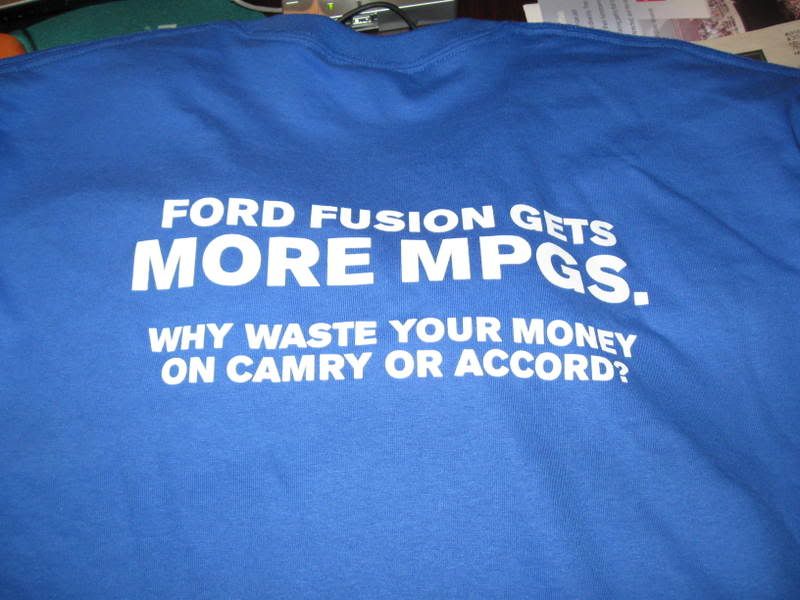 FORD FUSION GETS
MORE MPGS.
WHY WASTE YOUR MONEY
ON CAMRY OR ACCORD?